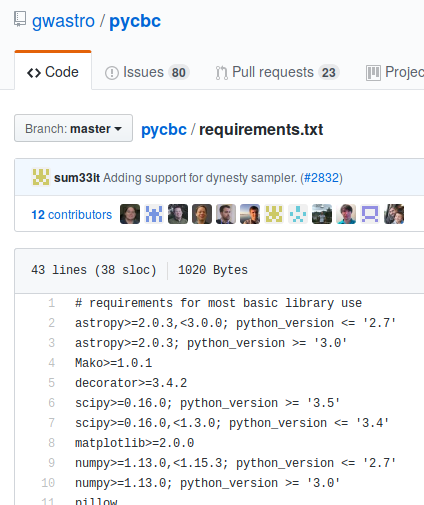 gwastro / pycbc
Code Issues 80 Pull requests 23 Projec
Branch: master pycbc / requirements.txt
sum33it Adding support for dynesty sampler. (#2832)
12 contributors
43 lines (38 sloc) 1020 Bytes
1 # requirements for most basic library use
2 astropy>=2.0.3,<3.0.0; python_version <= '2.7'
3 astropy>=2.0.3; python_version >= '3.0'
4 Mako>=1.0.1
5 decorator>=3.4.2
6 scipy>=0.16.0; python_version >= '3.5'
7 scipy>=0.16.0,<1.3.0; python_version <= '3.4'
8 matplotlib>=2.0.0
9 numpy>=1.13.0,<1.15.3; python_version <= '2.7'
10 numpy>=1.13.0; python_version >= '3.0'
11 pillow